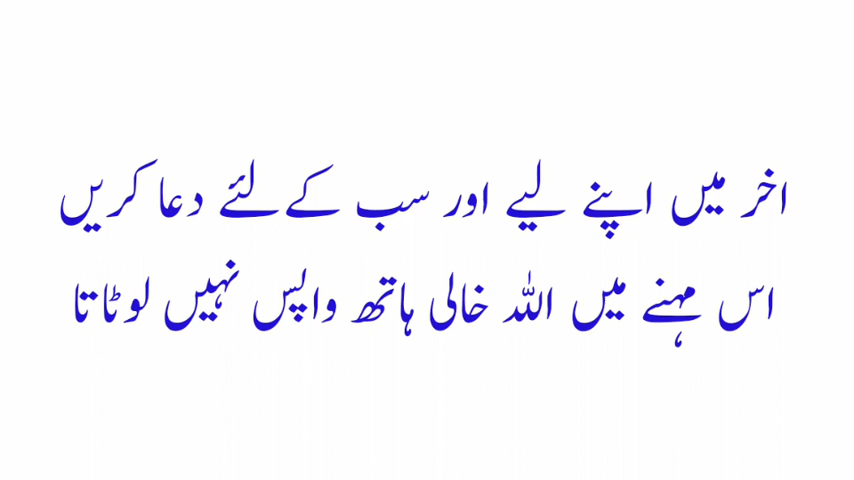 اخر میں اپنے لیے اور سب کے لئے دعا کریں
اس مہنے میں اللہ خالی ہاتھ واپس نہیں لوٹاتا